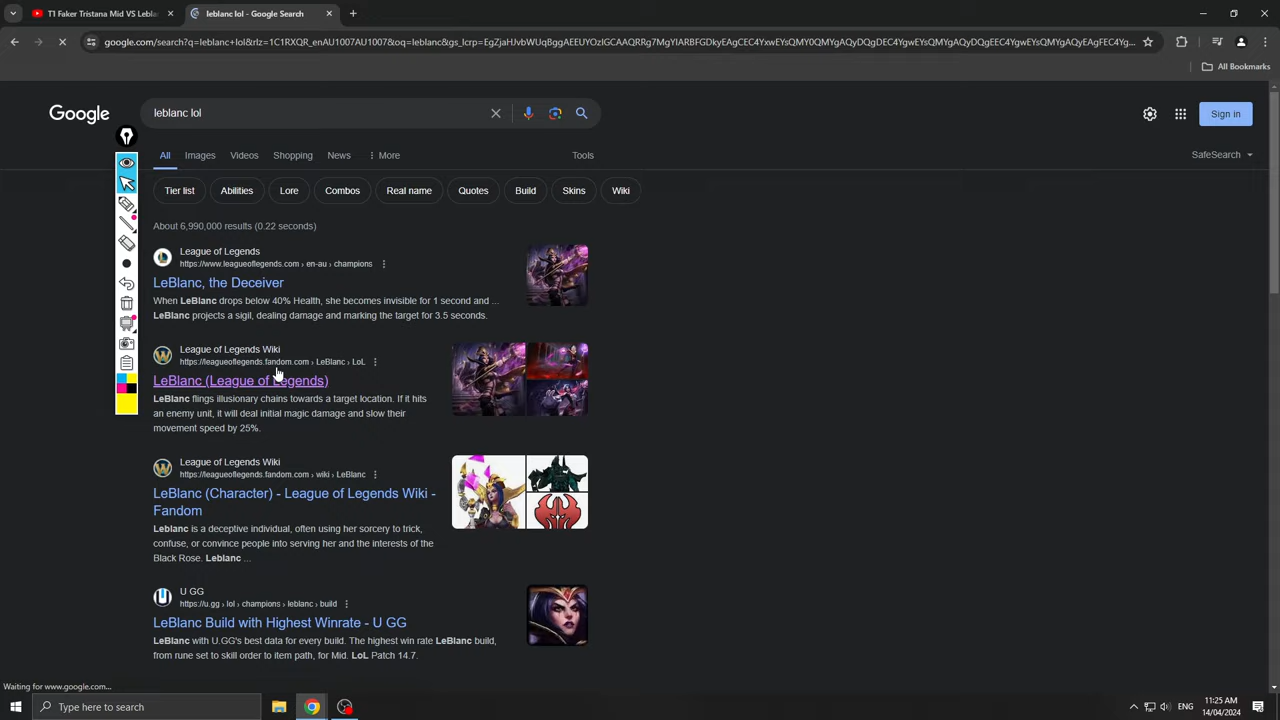 T1 Faker Tristana Mid VS Lebla
leblanc lol - Google Search
google.com/search?q=leblanc+lol&rlz=1C1RXQR_enAU1007AU1007&oq=leblanc&gs_lcrp=
All Bookmarks
Google
leblanc lol
Sign in
All
Images
Videos
Shopping
News
More
Tools
SafeSearch
Tier list
Abilities
Lore
Combos
Real name
Quotes
Build
Skins
Wiki
About 6,990,000 results (0.22 seconds)
League of Legends
https://www.leagueoflegends.com › en-au › champions
LeBlanc, the Deceiver
When LeBlanc drops below 40% Health, she becomes invisible for 1 second and ...
LeBlanc projects a sigil, dealing damage and marking the target for 3.5 seconds.
League of Legends Wiki
https://leagueoflegends.fandom.com › LeBlanc › LoL
LeBlanc (League of Legends)
LeBlanc flings illusionary chains towards a target location. If it hits
an enemy unit, it will deal initial magic damage and slow their
movement speed by 25%.
League of Legends Wiki
https://leagueoflegends.fandom.com › wiki › LeBlanc
LeBlanc (Character) - League of Legends Wiki -
Fandom
Leblanc is a deceptive individual, often using her sorcery to trick,
confuse, or convince people into serving her and the interests of the
Black Rose. Leblanc ...
U GG
https://u.gg › lol › champions › leblanc › build
LeBlanc Build with Highest Winrate - U GG
LeBlanc with U.GG's best data for every build. The highest win rate LeBlanc build,
from rune set to skill order to item path, for Mid. LoL Patch 14.7.
Waiting for www.google.com...
Type here to search
ENG
11:25 AM
14/04/2024